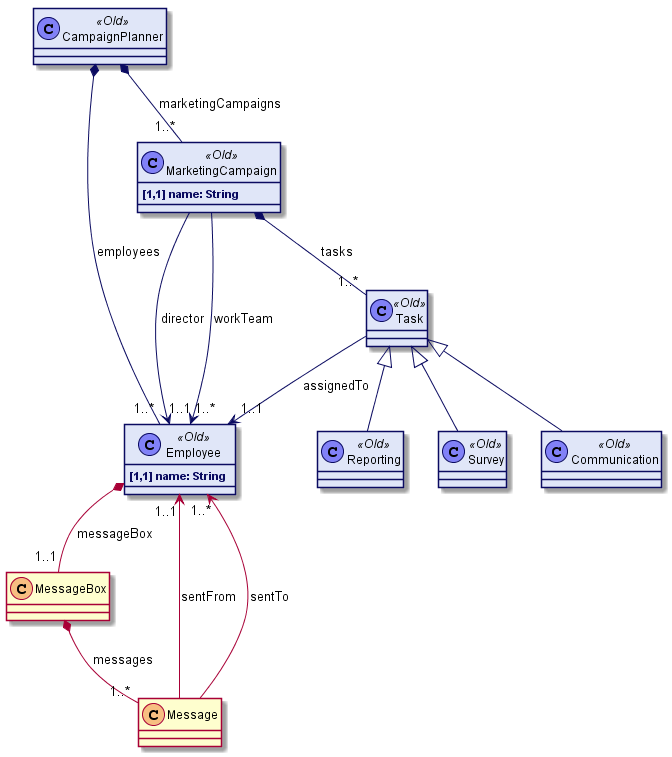 C
«Old»
CampaignPlanner
marketingCampaigns
1..*
C
«Old»
MarketingCampaign
[1,1] name: String
employees
director
workTeam
tasks
1..*
C
«Old»
Task
assignedTo
1..*
1..1
1..*
1..1
C
«Old»
Employee
[1,1] name: String
C
«Old»
Reporting
C
«Old»
Survey
C
«Old»
Communication
1..1
1..*
messageBox
1..1
C
MessageBox
sentFrom
sentTo
messages
1..*
C
Message